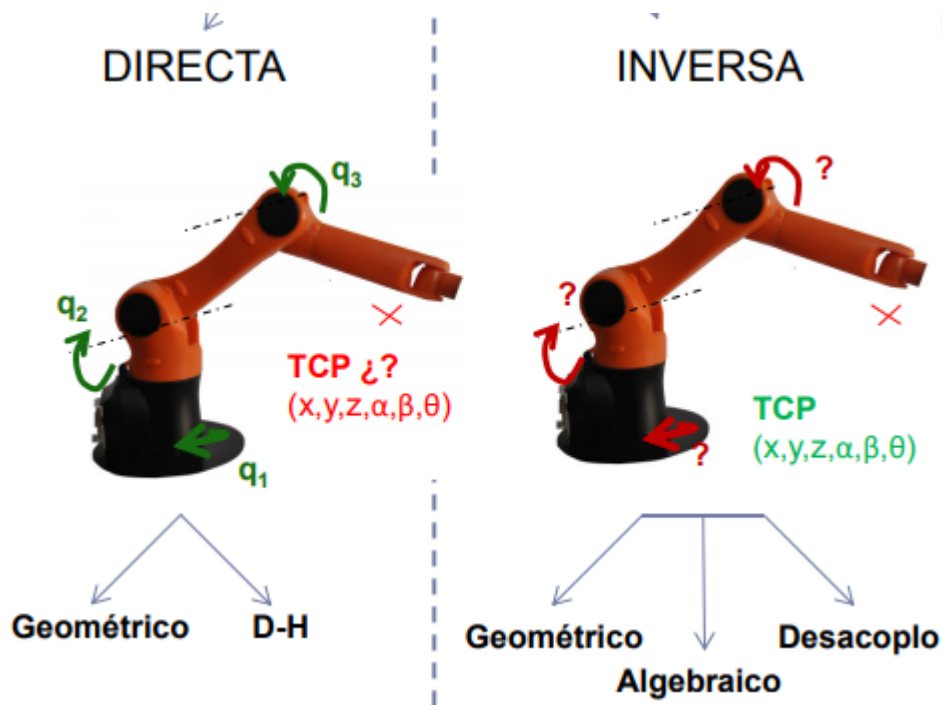 DIRECTA
q3
q2
TCP ¿?
(x,y,z,α,β,θ)
q1
Geométrico
D-H
INVERSA
?
?
TCP
(x,y,z,α,β,θ)
?
Geométrico
Algebraico
Desacoplo